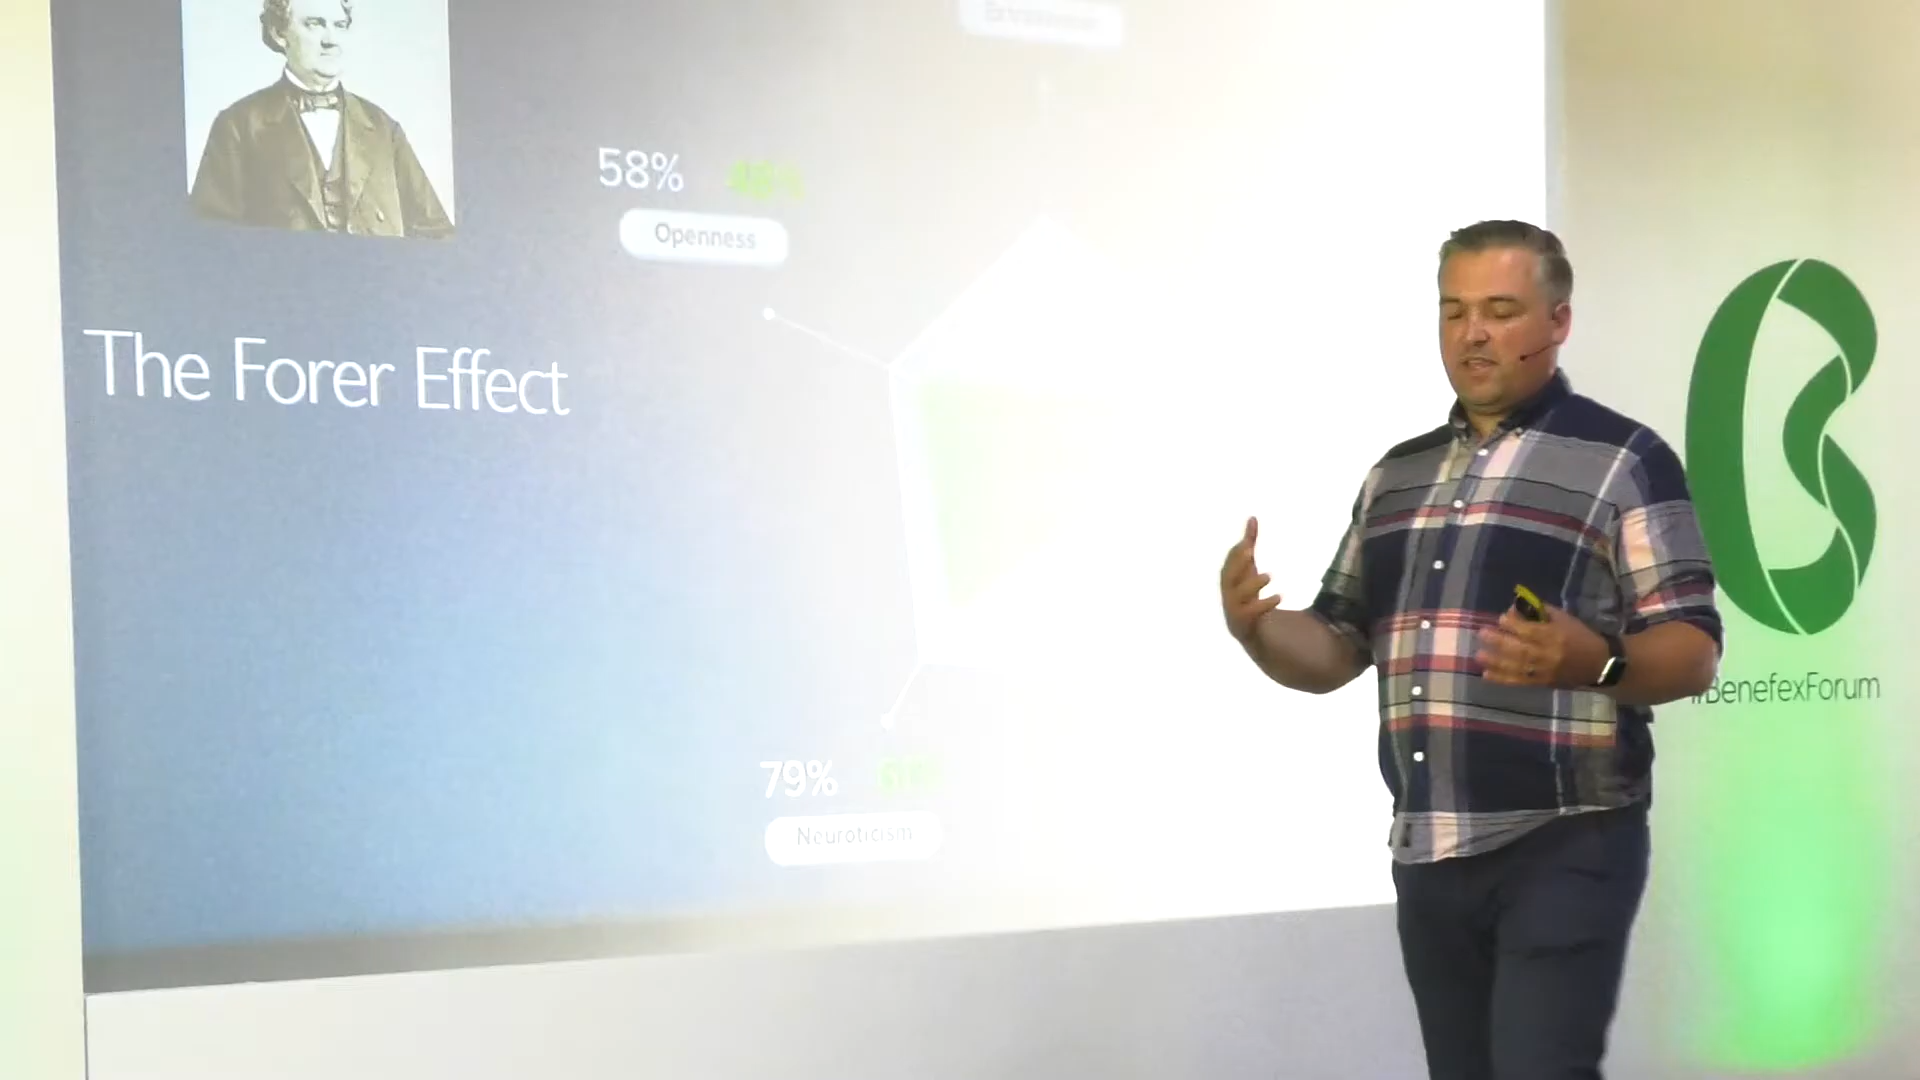 58%
Openness
The Forer Effect
79%
Neuroticism
#BenefexForum